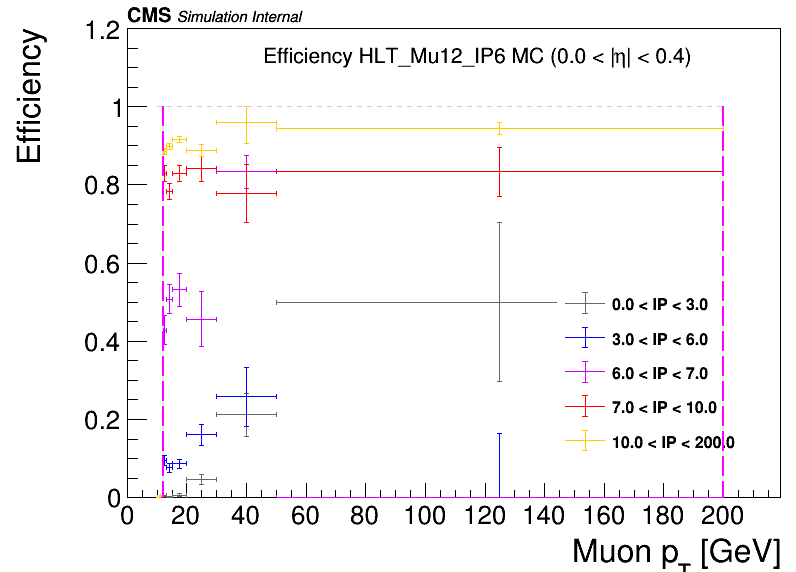 CMS Simulation Internal
Efficiency HLT_Mu12_IP6 MC (0.0 < |η| < 0.4)
Efficiency
1.2
1
0.8
0.6
0.4
0.2
0
0.0 < IP < 3.0
3.0 < IP < 6.0
6.0 < IP < 7.0
7.0 < IP < 10.0
10.0 < IP < 200.0
0 20 40 60 80 100 120 140 160 180 200
Muon pT [GeV]